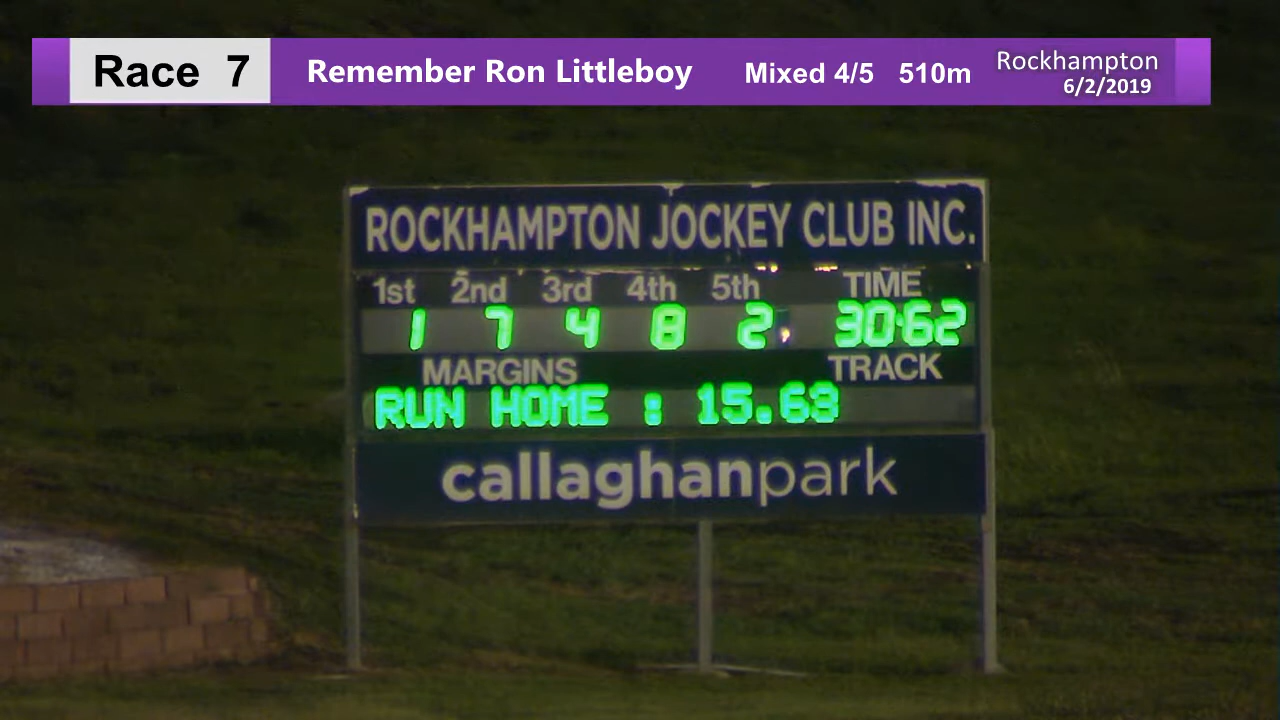 Race 7 Remember Ron Littleboy Mixed 4/5 510m Rockhampton
6/2/2019
ROCKHAMPTON JOCKEY CLUB INC.
1st 2nd 3rd 4th 5th TIME
1 7 4 8 2 30.62
MARGINS TRACK
RUN HOME : 15.63
callaghanpark